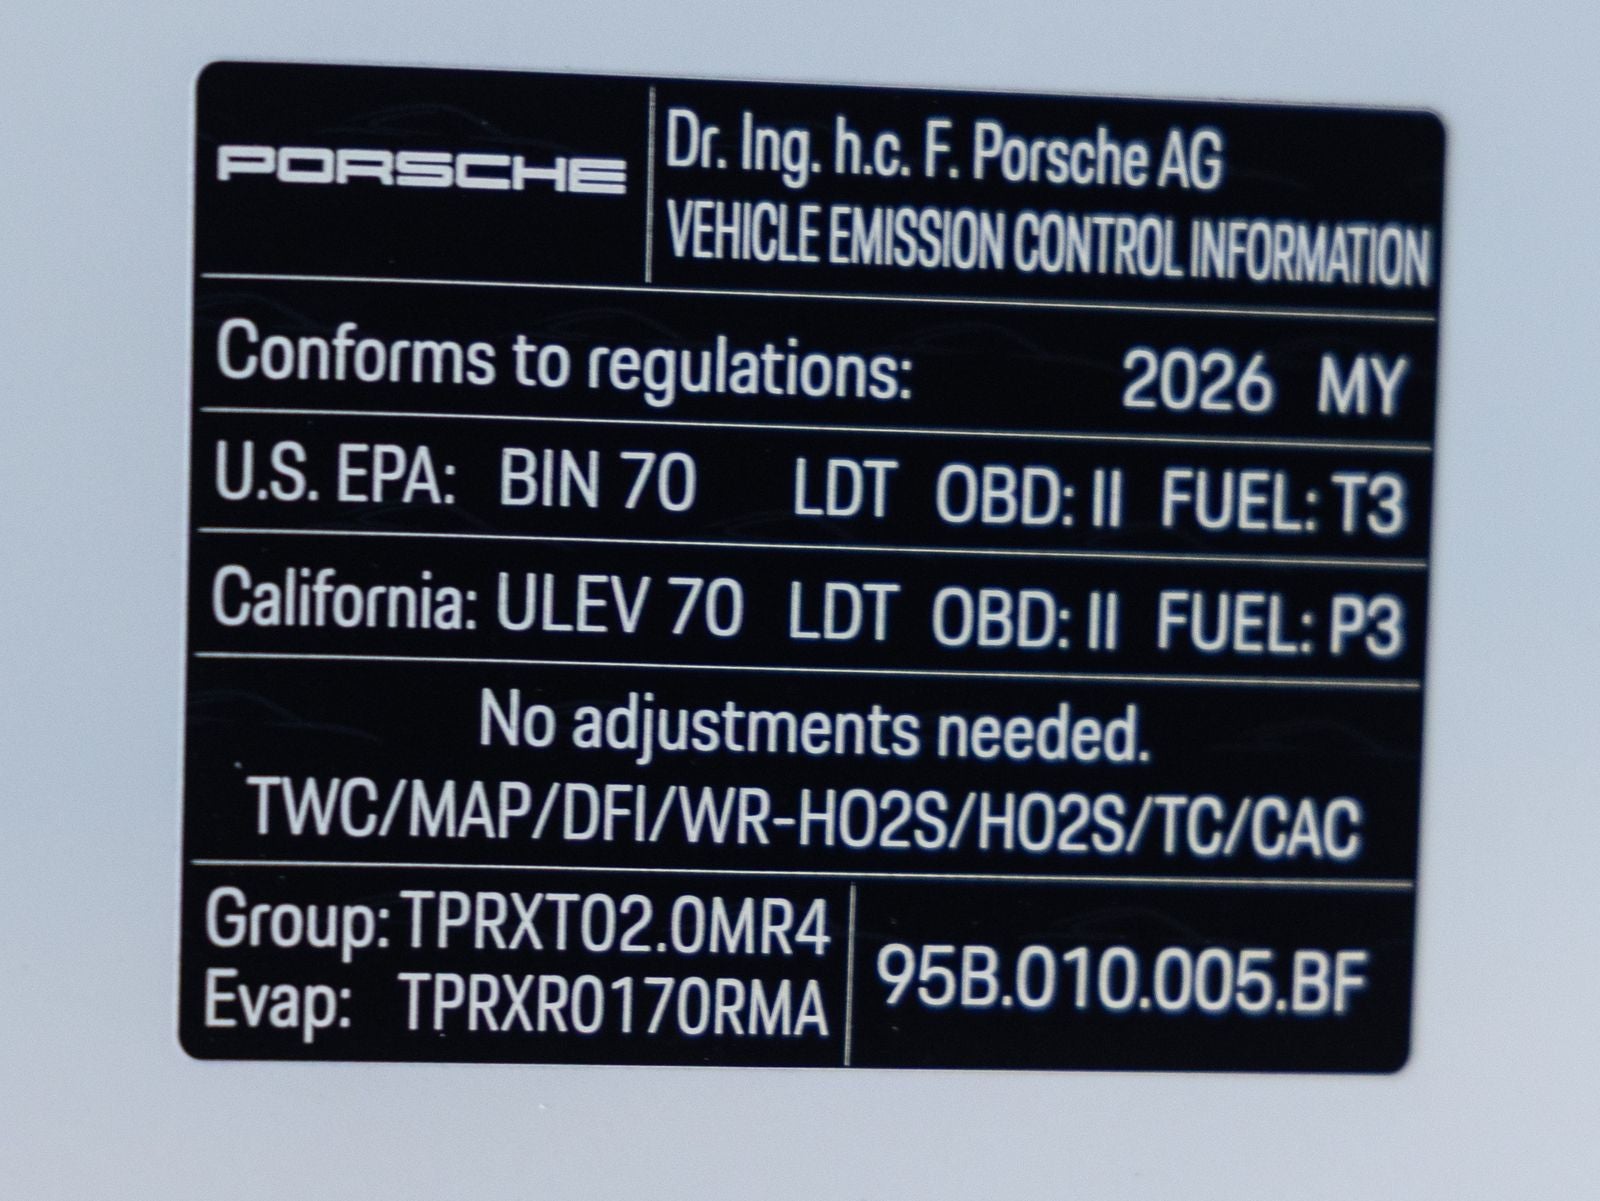 PORSCHE
Dr. Ing. h.c. F. Porsche AG
VEHICLE EMISSION CONTROL INFORMATION
Conforms to regulations: 2026 MY
U.S. EPA: BIN 70 LDT OBD: II FUEL: T3
California: ULEV 70 LDT OBD: II FUEL: P3
No adjustments needed.
TWC/MAP/DFI/WR-HO2S/HO2S/TC/CAC
Group: TPRXT02.0MR4
Evap: TPRXR0170RMA
95B.010.005.BF